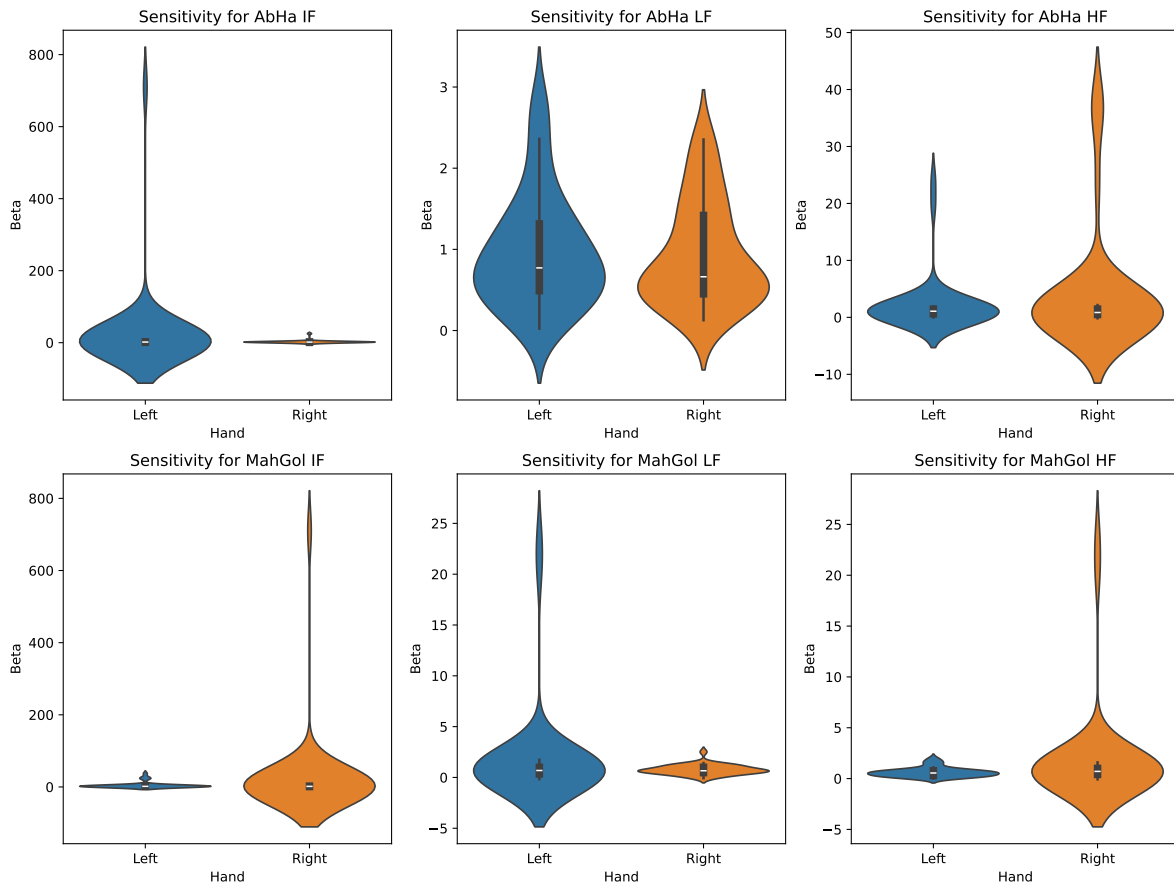 Sensitivity for AbHa IF
Sensitivity for AbHa LF
Sensitivity for AbHa HF
800
600
400
200
0
Beta
Left
Right
Hand
3
2
1
0
Beta
Left
Right
Hand
50
40
30
20
10
0
−10
Beta
Left
Right
Hand
Sensitivity for MahGol IF
Sensitivity for MahGol LF
Sensitivity for MahGol HF
800
600
400
200
0
Beta
Left
Right
Hand
25
20
15
10
5
0
−5
Beta
Left
Right
Hand
25
20
15
10
5
0
−5
Beta
Left
Right
Hand